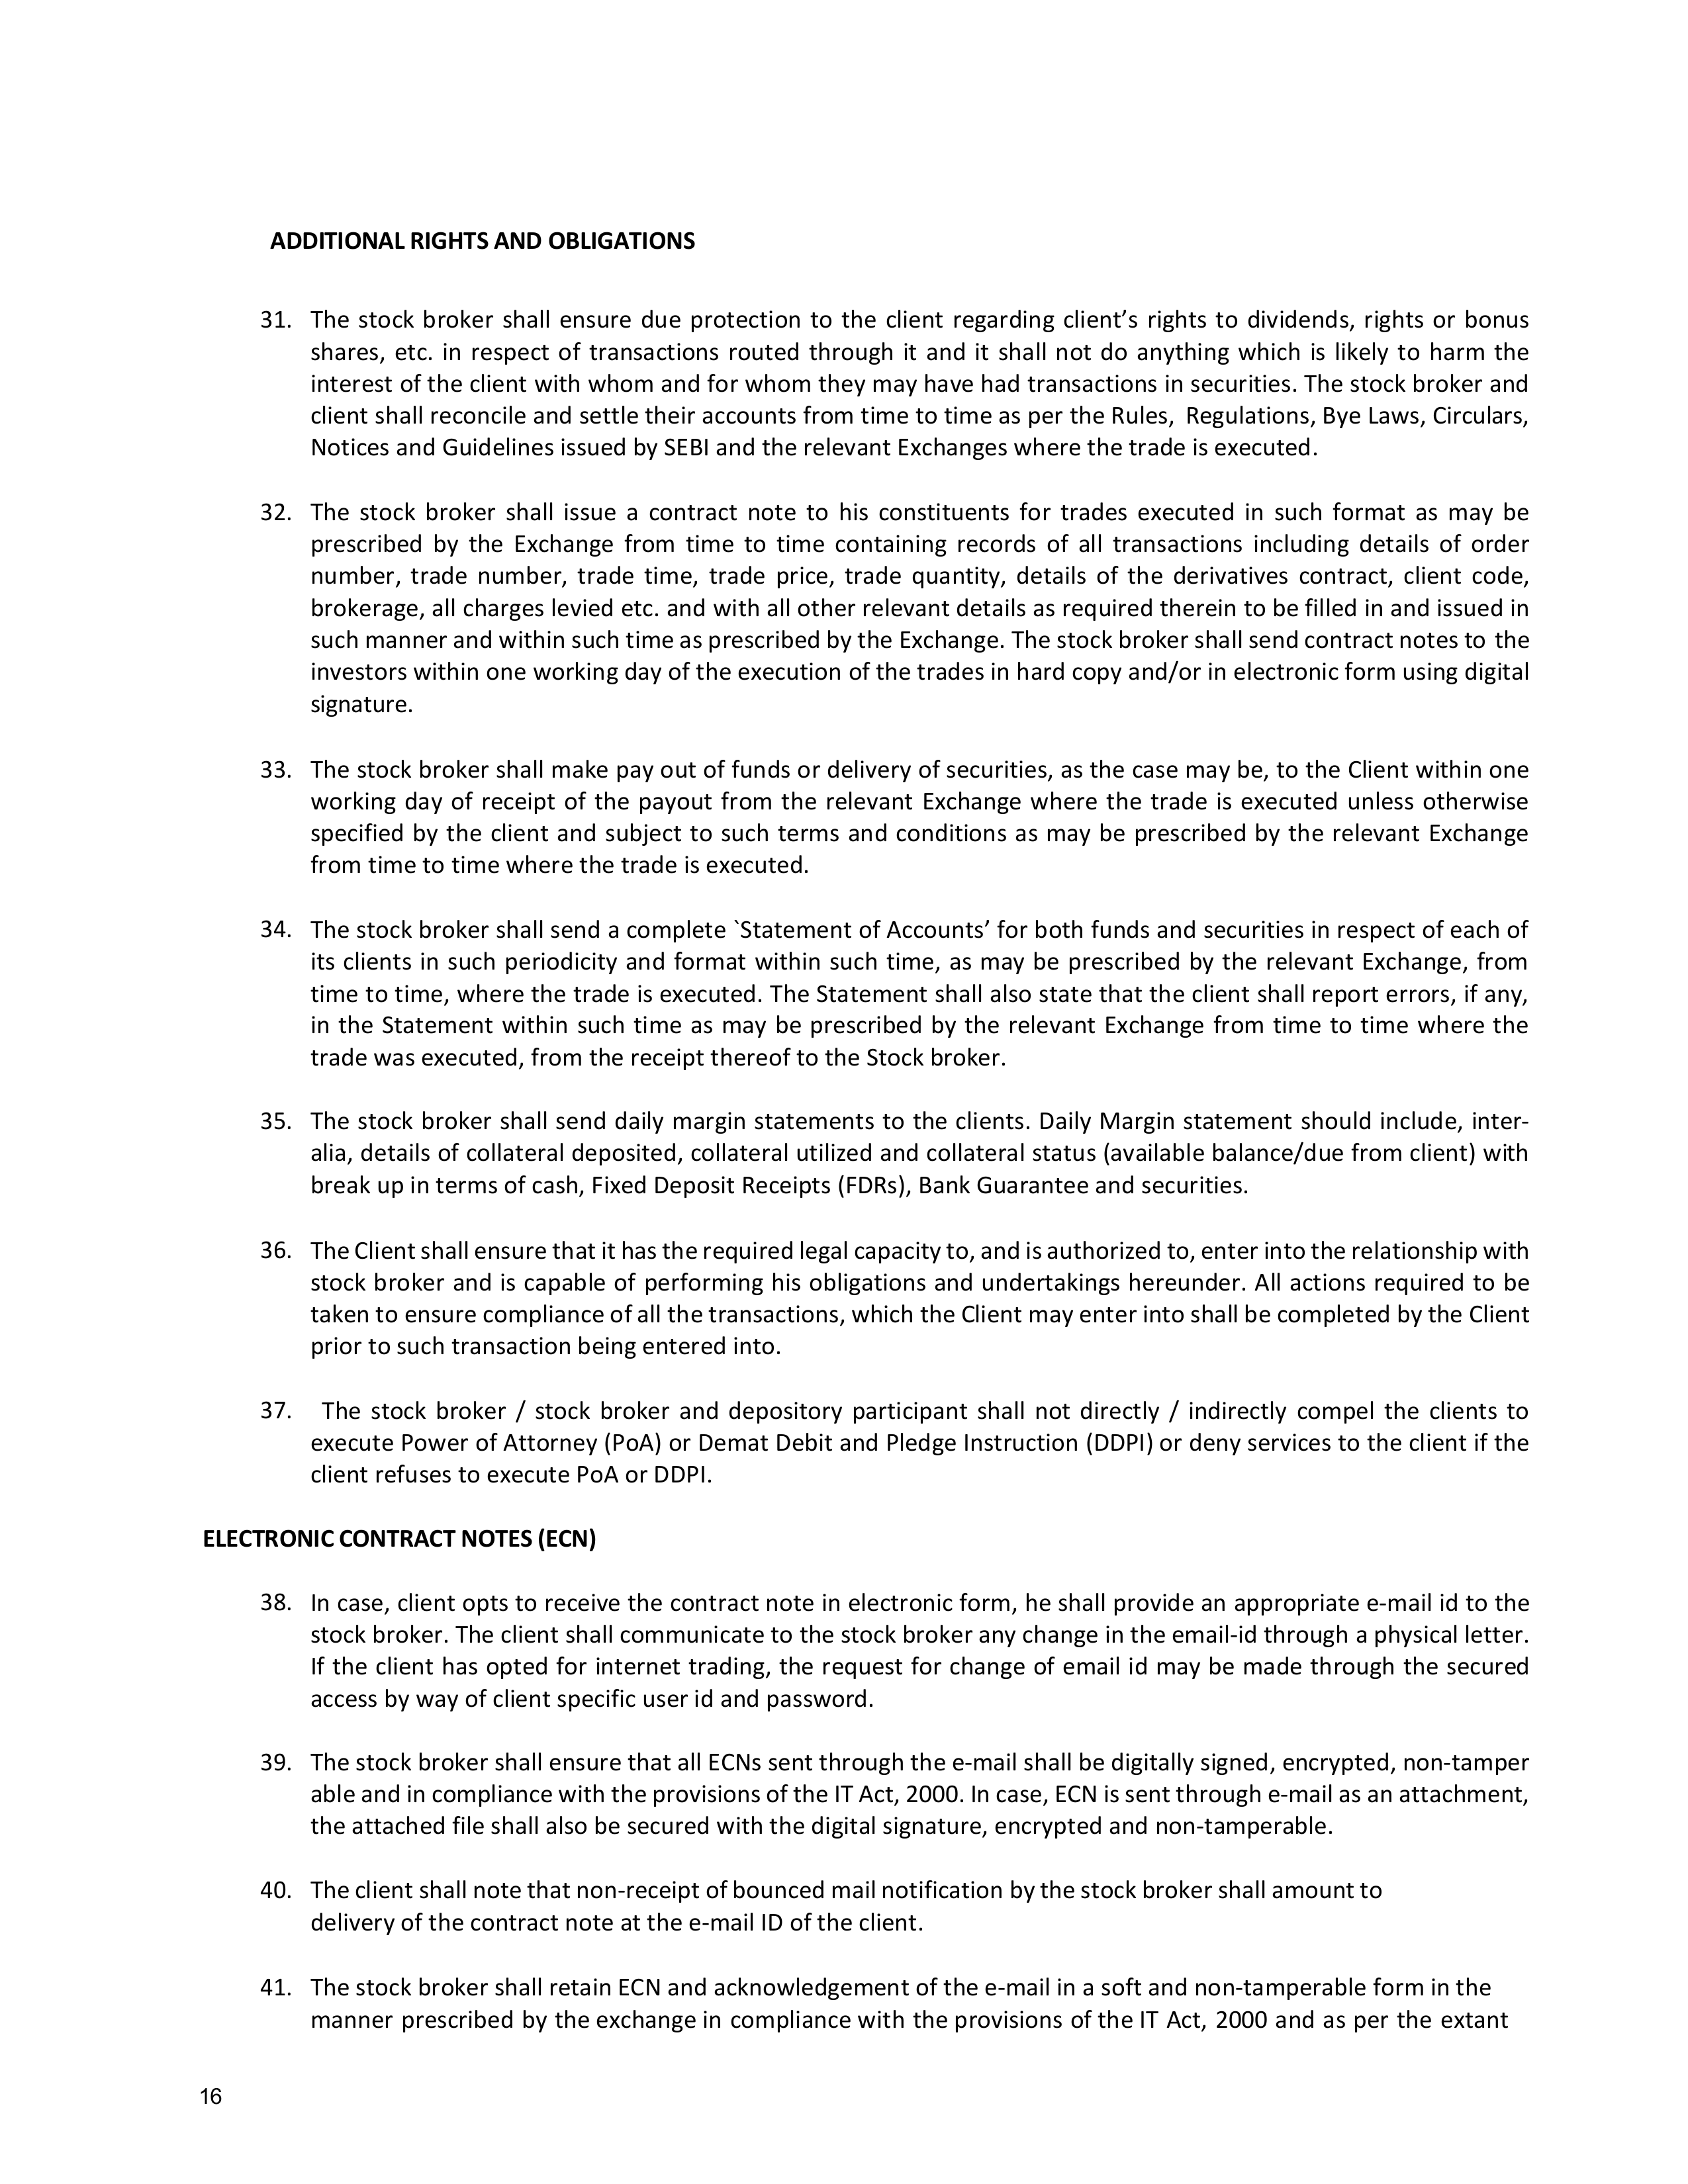 ADDITIONAL RIGHTS AND OBLIGATIONS
31. The stock broker shall ensure due protection to the client regarding client’s rights to dividends, rights or bonus
shares, etc. in respect of transactions routed through it and it shall not do anything which is likely to harm the
interest of the client with whom and for whom they may have had transactions in securities. The stock broker and
client shall reconcile and settle their accounts from time to time as per the Rules, Regulations, Bye Laws, Circulars,
Notices and Guidelines issued by SEBI and the relevant Exchanges where the trade is executed.
32. The stock broker shall issue a contract note to his constituents for trades executed in such format as may be
prescribed by the Exchange from time to time containing records of all transactions including details of order
number, trade number, trade time, trade price, trade quantity, details of the derivatives contract, client code,
brokerage, all charges levied etc. and with all other relevant details as required therein to be filled in and issued in
such manner and within such time as prescribed by the Exchange. The stock broker shall send contract notes to the
investors within one working day of the execution of the trades in hard copy and/or in electronic form using digital
signature.
33. The stock broker shall make pay out of funds or delivery of securities, as the case may be, to the Client within one
working day of receipt of the payout from the relevant Exchange where the trade is executed unless otherwise
specified by the client and subject to such terms and conditions as may be prescribed by the relevant Exchange
from time to time where the trade is executed.
34. The stock broker shall send a complete `Statement of Accounts’ for both funds and securities in respect of each of
its clients in such periodicity and format within such time, as may be prescribed by the relevant Exchange, from
time to time, where the trade is executed. The Statement shall also state that the client shall report errors, if any,
in the Statement within such time as may be prescribed by the relevant Exchange from time to time where the
trade was executed, from the receipt thereof to the Stock broker.
35. The stock broker shall send daily margin statements to the clients. Daily Margin statement should include, inter-
alia, details of collateral deposited, collateral utilized and collateral status (available balance/due from client) with
break up in terms of cash, Fixed Deposit Receipts (FDRs), Bank Guarantee and securities.
36. The Client shall ensure that it has the required legal capacity to, and is authorized to, enter into the relationship with
stock broker and is capable of performing his obligations and undertakings hereunder. All actions required to be
taken to ensure compliance of all the transactions, which the Client may enter into shall be completed by the Client
prior to such transaction being entered into.
37. The stock broker / stock broker and depository participant shall not directly / indirectly compel the clients to
execute Power of Attorney (PoA) or Demat Debit and Pledge Instruction (DDPI) or deny services to the client if the
client refuses to execute PoA or DDPI.
ELECTRONIC CONTRACT NOTES (ECN)
38. In case, client opts to receive the contract note in electronic form, he shall provide an appropriate e-mail id to the
stock broker. The client shall communicate to the stock broker any change in the email-id through a physical letter.
If the client has opted for internet trading, the request for change of email id may be made through the secured
access by way of client specific user id and password.
39. The stock broker shall ensure that all ECNs sent through the e-mail shall be digitally signed, encrypted, non-tamper
able and in compliance with the provisions of the IT Act, 2000. In case, ECN is sent through e-mail as an attachment,
the attached file shall also be secured with the digital signature, encrypted and non-tamperable.
40. The client shall note that non-receipt of bounced mail notification by the stock broker shall amount to
delivery of the contract note at the e-mail ID of the client.
41. The stock broker shall retain ECN and acknowledgement of the e-mail in a soft and non-tamperable form in the
manner prescribed by the exchange in compliance with the provisions of the IT Act, 2000 and as per the extant
16